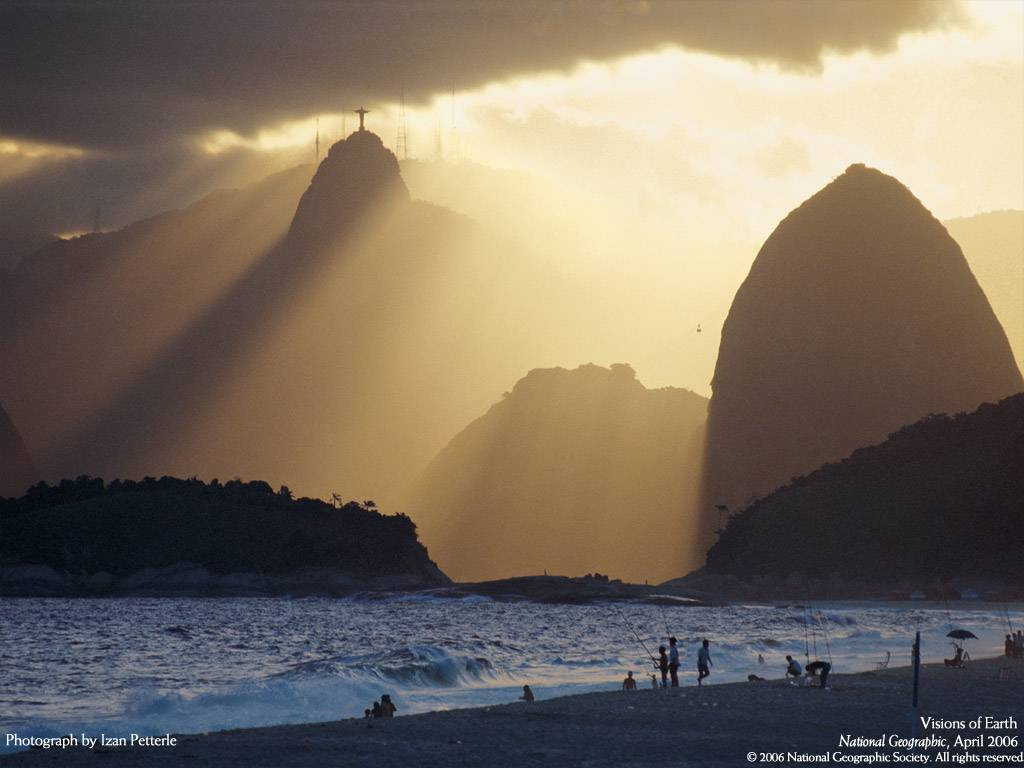 Photograph by Izan Petterle
Visions of Earth
National Geographic, April 2006
© 2006 National Geographic Society. All rights reserved